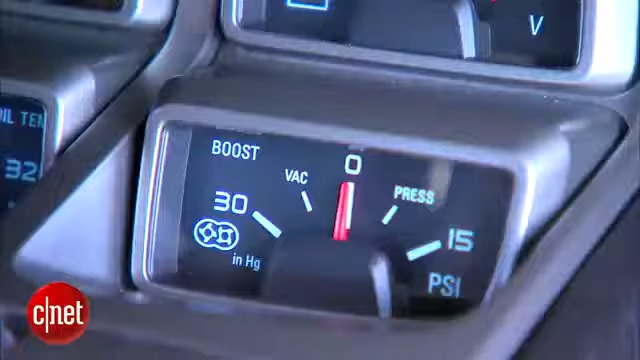 V
OIL TEM
32
BOOST
0
VAC
PRESS
30
15
in Hg
PSI
c|net